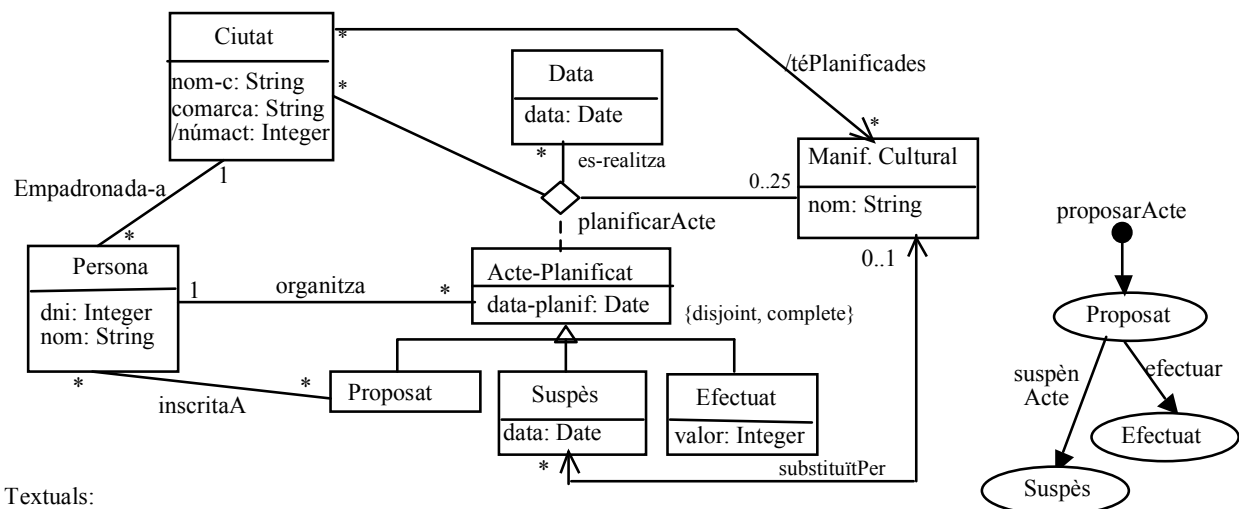 Ciutat
nom-c: String
comarca: String
/númact: Integer
*
*
/téPlanificades
*
Data
data: Date
*
es-realitza
Manif. Cultural
nom: String
0..25
planificarActe
0..1
Empadronada-a
1
*
Persona
dni: Integer
nom: String
1
organitza
*
Acte-Planificat
data-planif: Date
{disjoint, complete}
*
inscritaA
*
Proposat
Suspès
data: Date
*
Efectuat
valor: Integer
substituïtPer
proposarActe
Proposat
suspèn
Acte
efectuar
Efectuat
Suspès
Textuals: